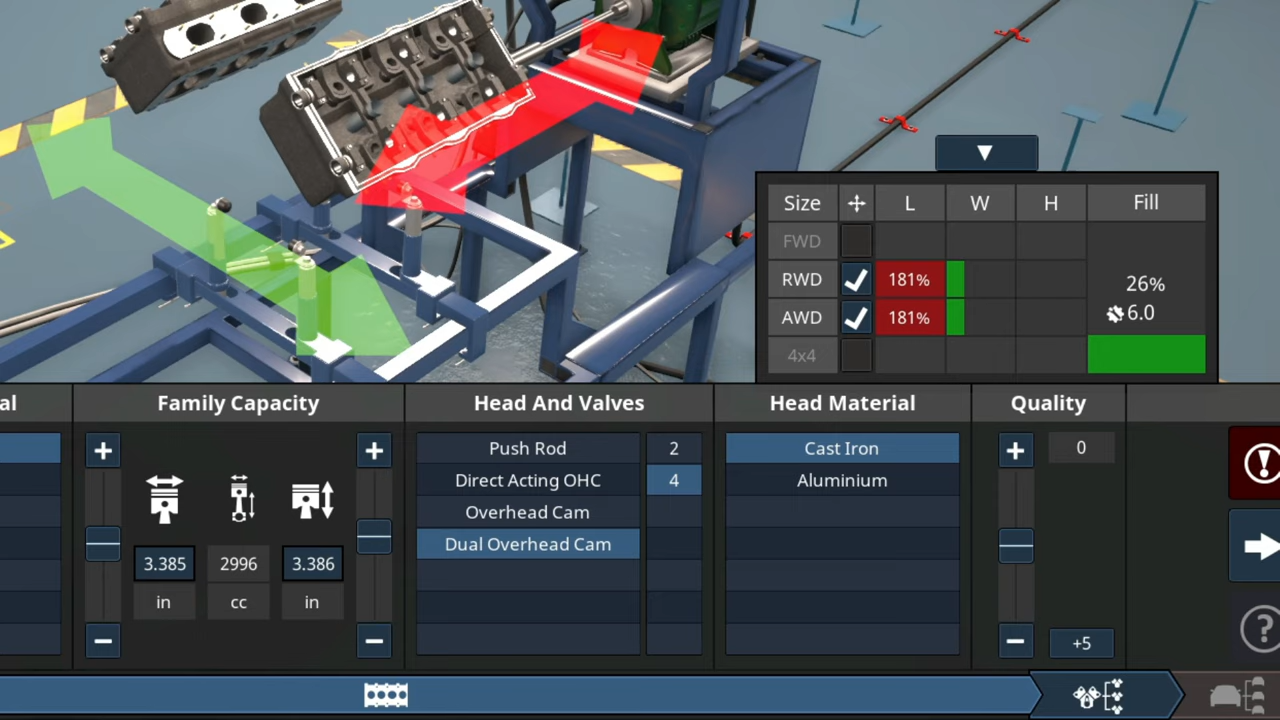 ▼
Size L W H Fill
FWD
RWD 181%
26%
AWD 181%
6.0
4x4
al
Family Capacity
Head And Valves
Head Material
Quality
+ + Push Rod 2 Cast Iron + 0
Direct Acting OHC 4 Aluminium
Overhead Cam
Dual Overhead Cam
3.385 2996 3.386
in cc in
− − − +5
!
?